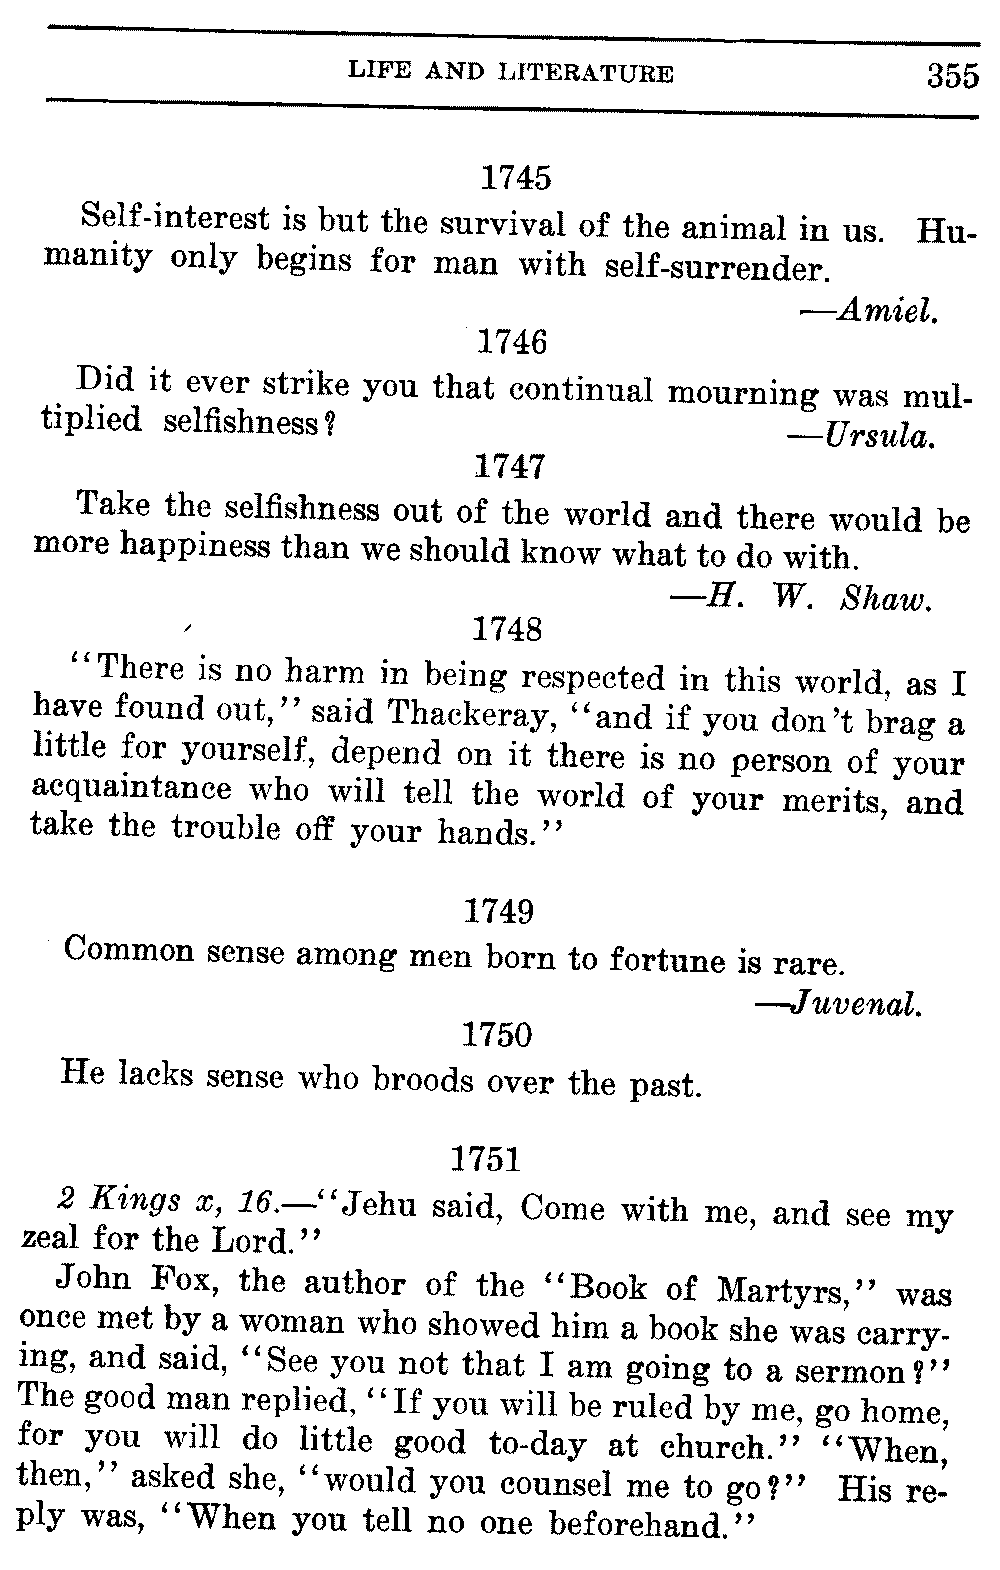 LIFE AND LITERATURE 355
1745
Self-interest is but the survival of the animal in us. Hu-
manity only begins for man with self-surrender.
—Amiel.
1746
Did it ever strike you that continual mourning was mul-
tiplied selfishness? —Ursula.
1747
Take the selfishness out of the world and there would be
more happiness than we should know what to do with.
—H. W. Shaw.
1748
"There is no harm in being respected in this world, as I
have found out," said Thackeray, "and if you don't brag a
little for yourself, depend on it there is no person of your
acquaintance who will tell the world of your merits, and
take the trouble off your hands."
1749
Common sense among men born to fortune is rare.
—Juvenal.
1750
He lacks sense who broods over the past.
1751
2 Kings x, 16.—"Jehu said, Come with me, and see my
zeal for the Lord."
John Fox, the author of the "Book of Martyrs," was
once met by a woman who showed him a book she was carry-
ing, and said, "See you not that I am going to a sermon?"
The good man replied, "If you will be ruled by me, go home,
for you will do little good to-day at church." "When,
then," asked she, "would you counsel me to go?" His re-
ply was, "When you tell no one beforehand."